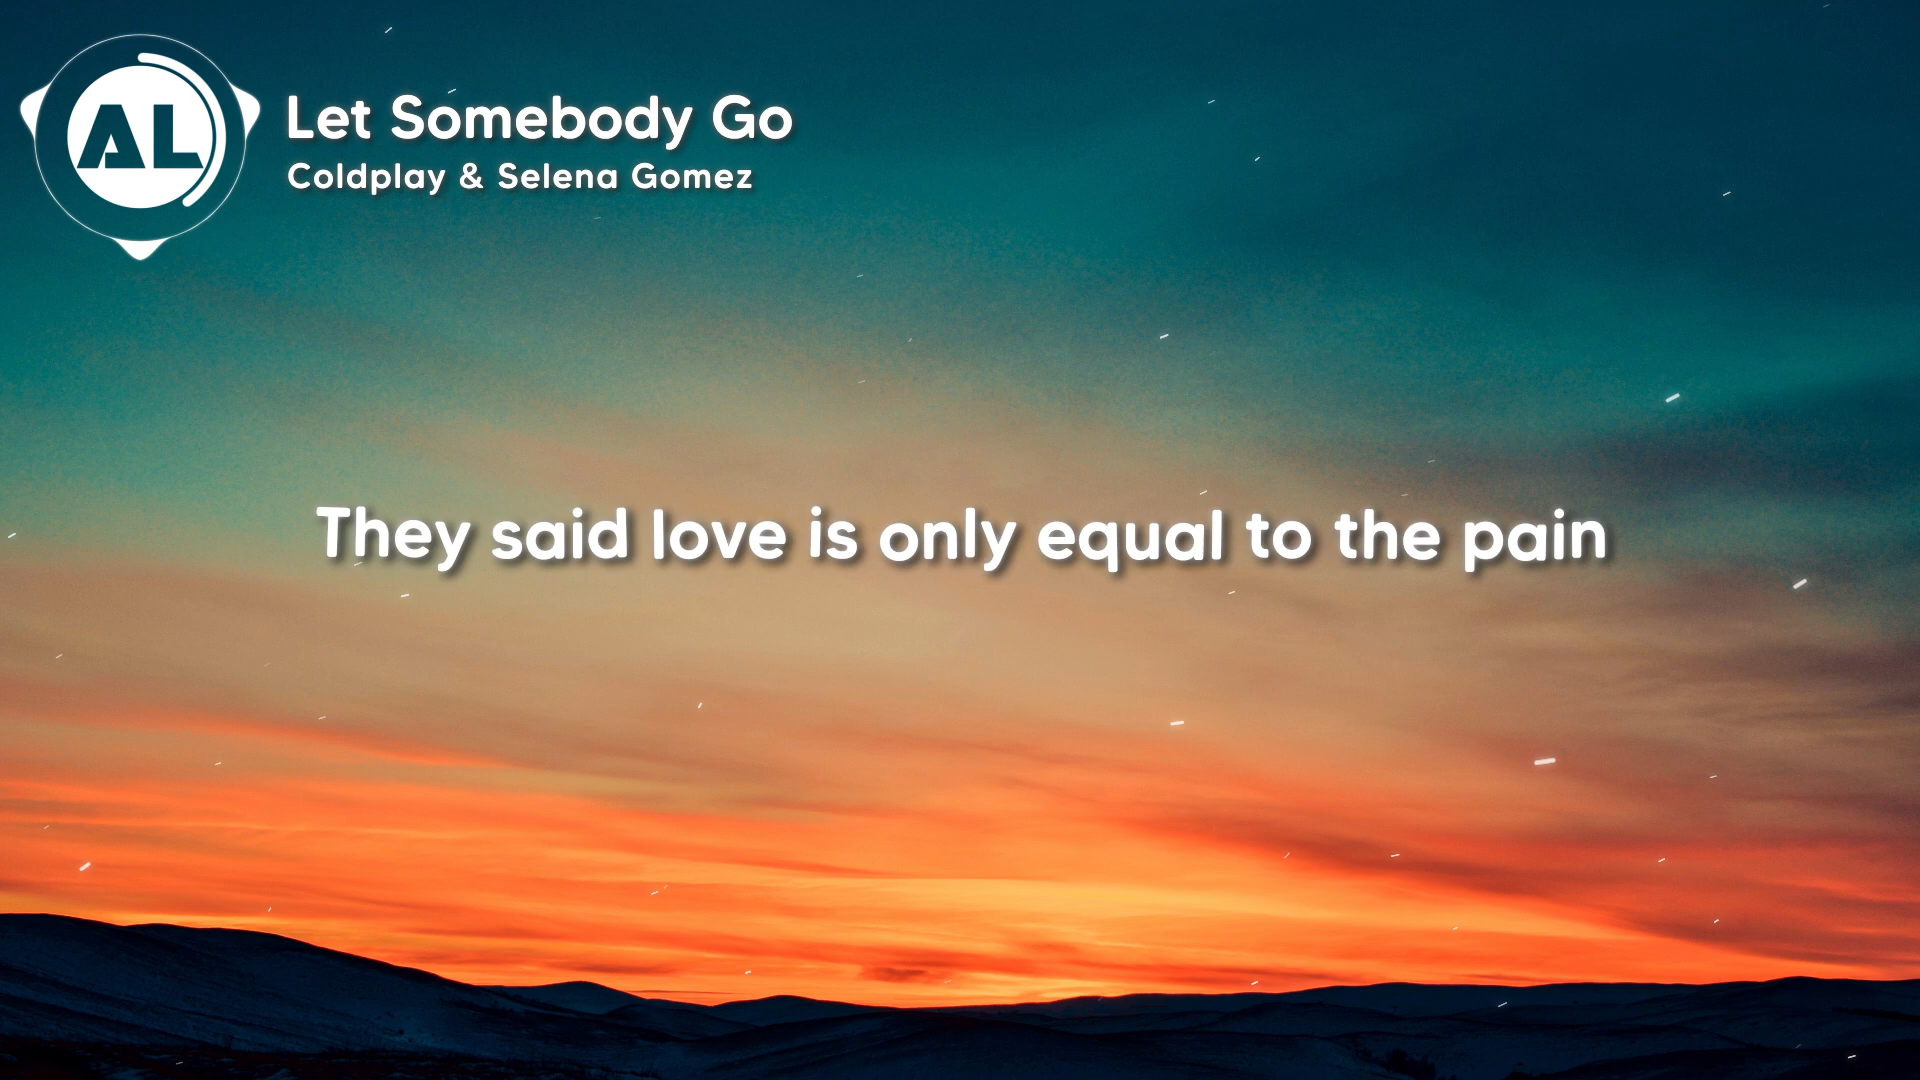 AL
Let Somebody Go
Coldplay & Selena Gomez
They said love is only equal to the pain